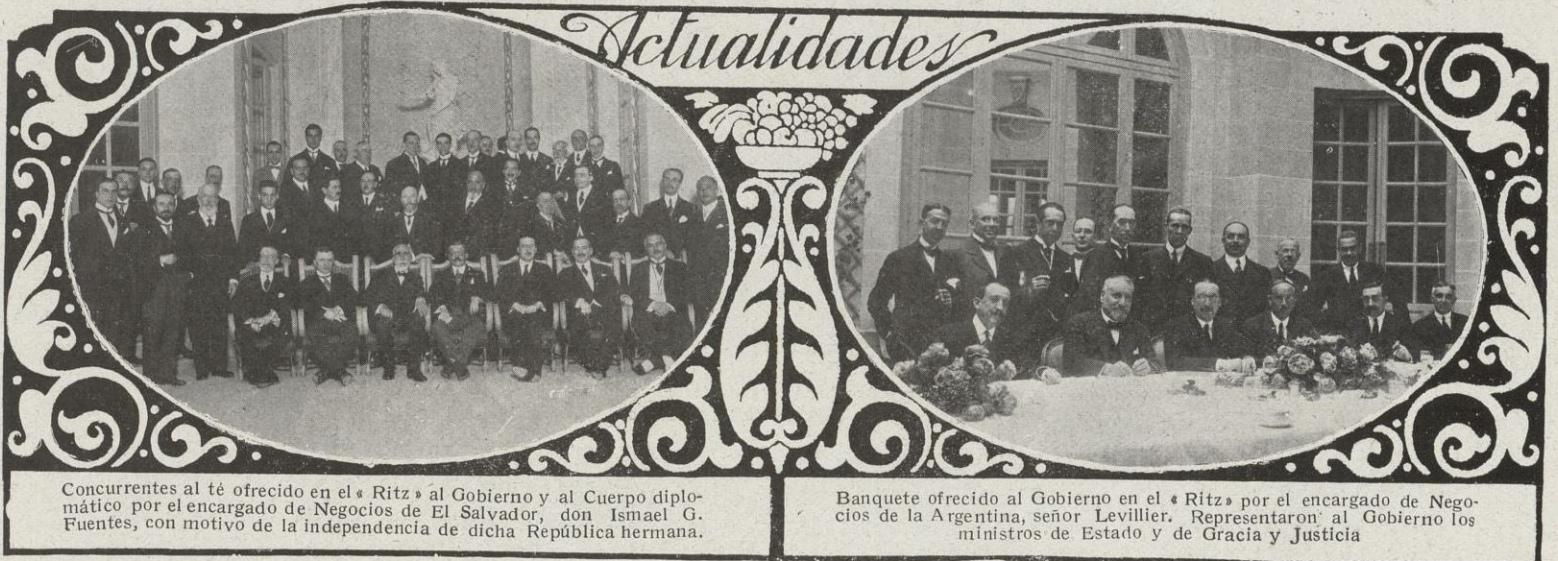 Actualidades
Concurrentes al té ofrecido en el « Ritz » al Gobierno y al Cuerpo diplo-
mático por el encargado de Negocios de El Salvador, don Ismael G.
Fuentes, con motivo de la independencia de dicha República hermana.
Banquete ofrecido al Gobierno en el « Ritz » por el encargado de Nego-
cios de la Argentina, señor Levillier. Representaron al Gobierno los
ministros de Estado y de Gracia y Justicia